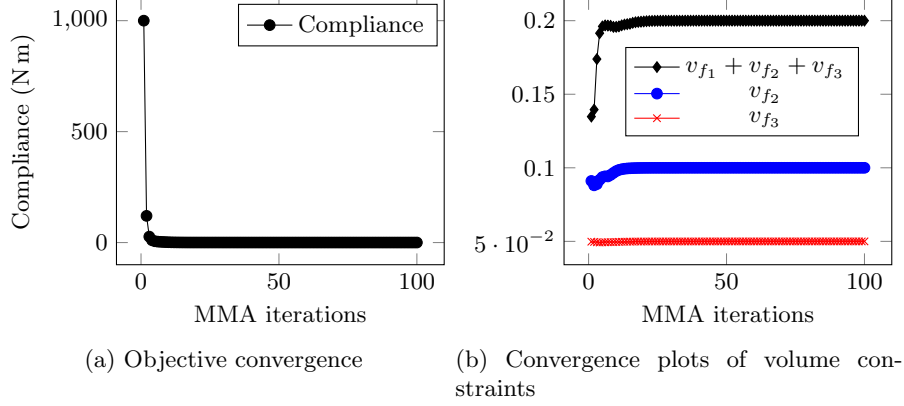 1,000
500
0
0
50
100
Compliance (N m)
MMA iterations
Compliance
(a) Objective convergence
0.2
0.15
0.1
5 · 10⁻²
0
50
100
MMA iterations
v_{f_1} + v_{f_2} + v_{f_3}
v_{f_2}
v_{f_3}
(b) Convergence plots of volume con-
straints